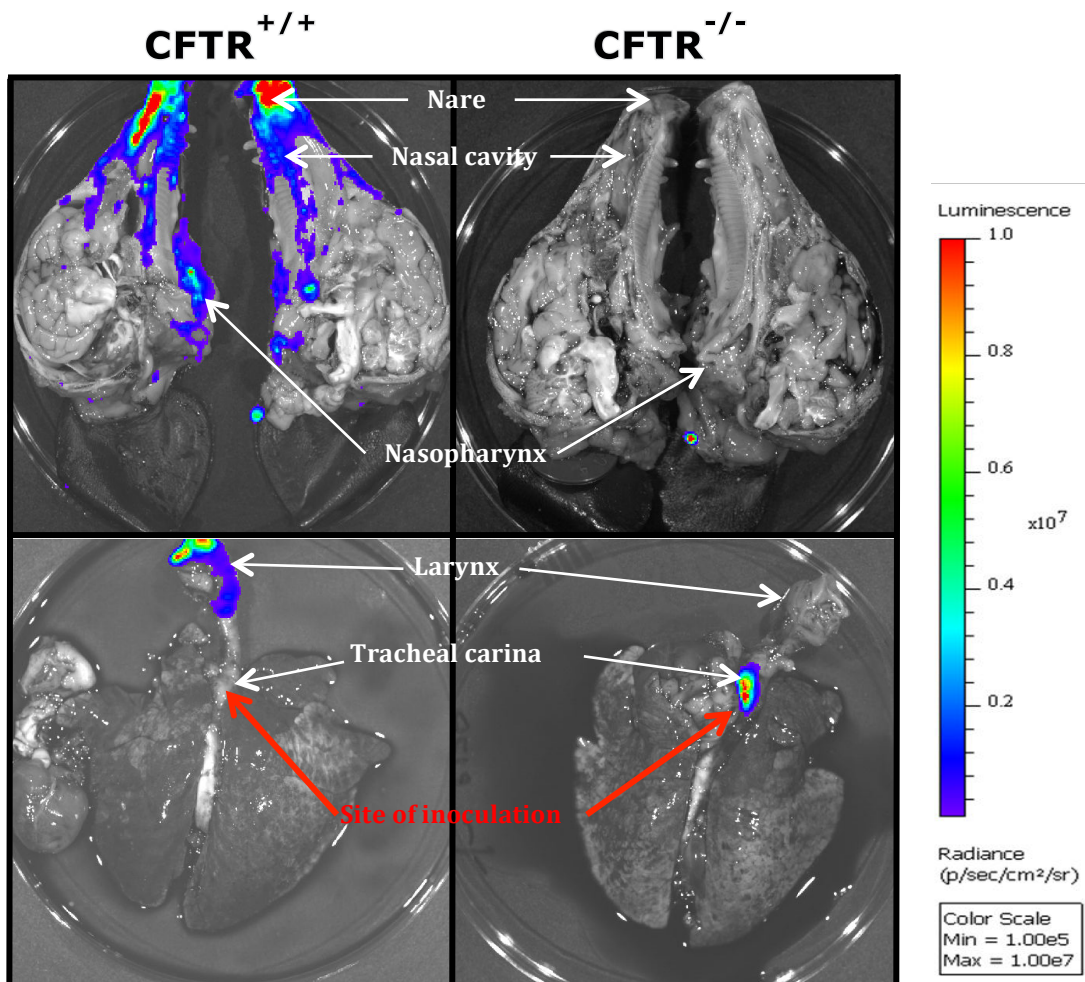 CFTR+/+
CFTR-/-
Nare
Nasal cavity
Nasopharynx
Larynx
Tracheal carina
Site of inoculation
Luminescence
1.0
0.8
0.6
x10⁷
0.4
0.2
Radiance
(p/sec/cm²/sr)
Color Scale
Min = 1.00e5
Max = 1.00e7